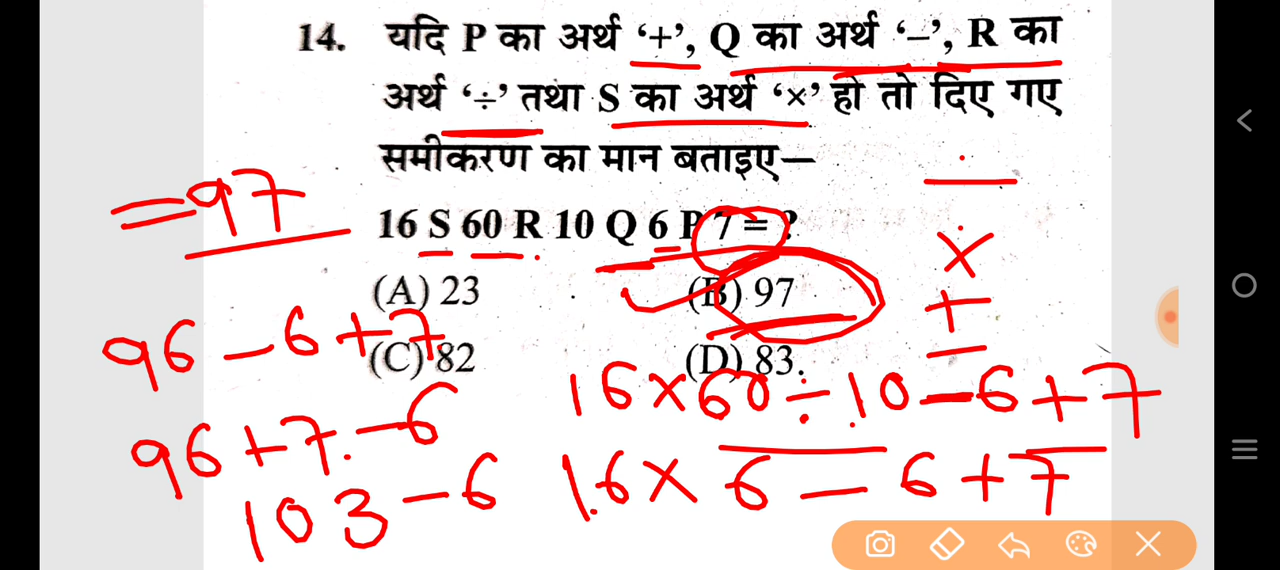 14. यदि P का अर्थ ‘+’, Q का अर्थ ‘–’, R का
अर्थ ‘÷’ तथा S का अर्थ ‘×’ हो तो दिए गए
समीकरण का मान बताइए—
16 S 60 R 10 Q 6 P 7 = ?
(A) 23 (B) 97
(C) 82 (D) 83.
= 97
96 – 6 + 7
96 + 7 – 6
103 – 6
÷
×
+
–
16 × 60 ÷ 10 – 6 + 7
16 × 6 – 6 + 7